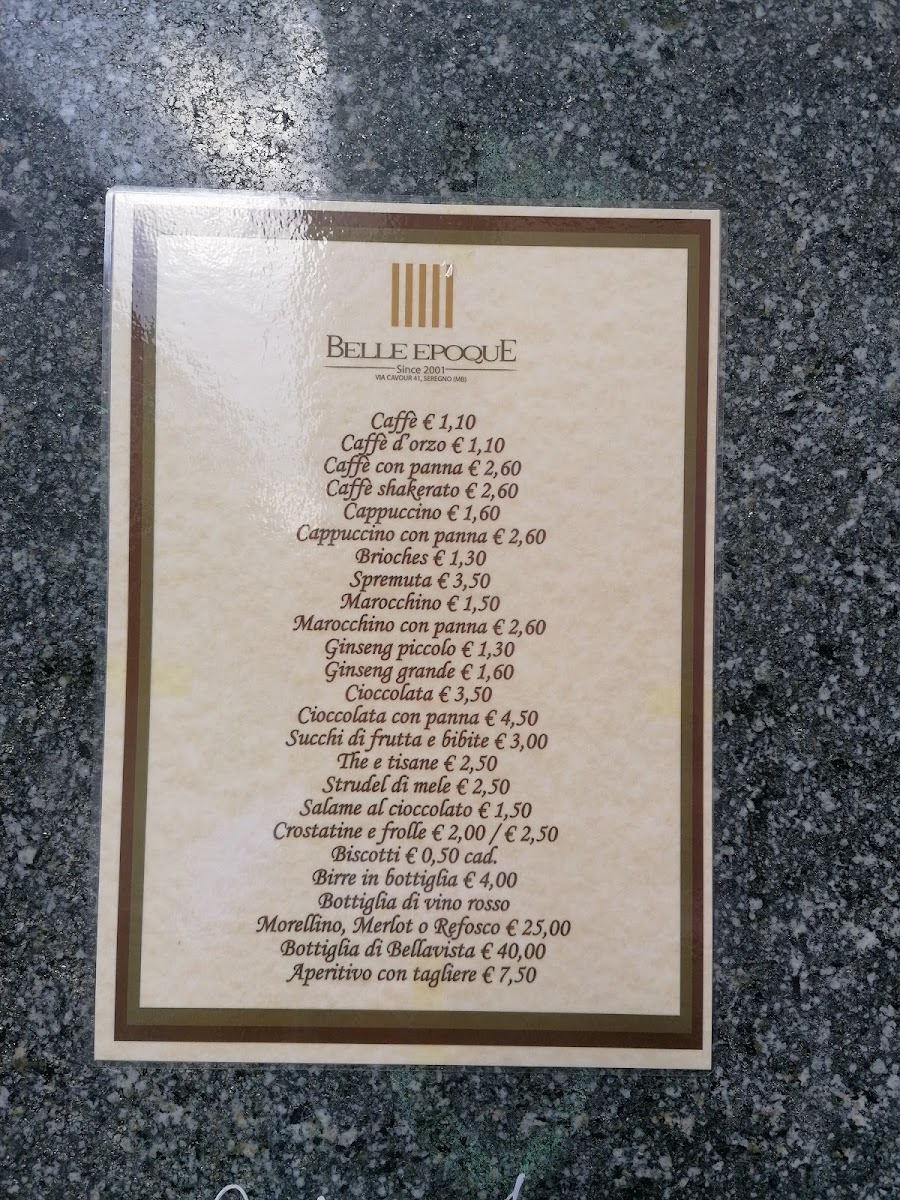 BELLE EPOQUE
Since 2001
VIA CAVOUR 41, SEREGNO (MB)
Caffè € 1,10
Caffè d'orzo € 1,10
Caffè con panna € 2,60
Caffè shakerato € 2,60
Cappuccino € 1,60
Cappuccino con panna € 2,60
Brioches € 1,30
Spremuta € 3,50
Marocchino € 1,50
Marocchino con panna € 2,60
Ginseng piccolo € 1,30
Ginseng grande € 1,60
Cioccolata € 3,50
Cioccolata con panna € 4,50
Succhi di frutta e bibite € 3,00
The e tisane € 2,50
Strudel di mele € 2,50
Salame al cioccolato € 1,50
Crostatine e frolle € 2,00 / € 2,50
Biscotti € 0,50 cad.
Birre in bottiglia € 4,00
Bottiglia di vino rosso
Morellino, Merlot o Refosco € 25,00
Bottiglia di Bellavista € 40,00
Aperitivo con tagliere € 7,50